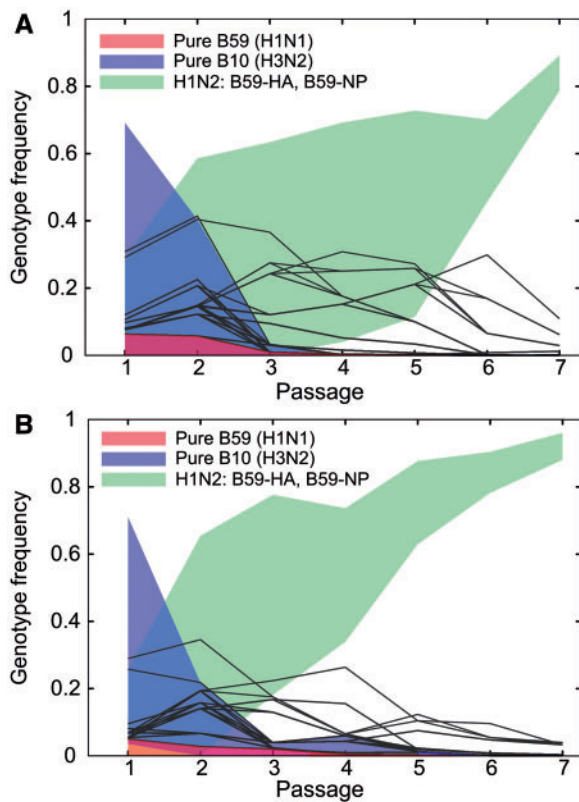 A
1
Pure B59 (H1N1)
Pure B10 (H3N2)
H1N2: B59-HA, B59-NP
0.8
0.6
0.4
0.2
0
Genotype frequency
1 2 3 4 5 6 7
Passage
B
1
Pure B59 (H1N1)
Pure B10 (H3N2)
H1N2: B59-HA, B59-NP
0.8
0.6
0.4
0.2
0
Genotype frequency
1 2 3 4 5 6 7
Passage